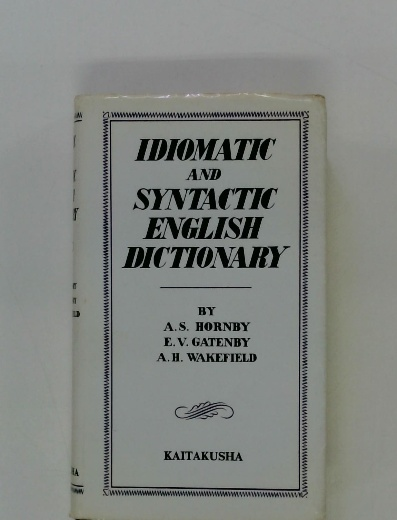 IDIOMATIC
AND
SYNTACTIC
ENGLISH
DICTIONARY
BY
A.S. HORNBY
E.V. GATENBY
A.H. WAKEFIELD
KAITAKUSHA